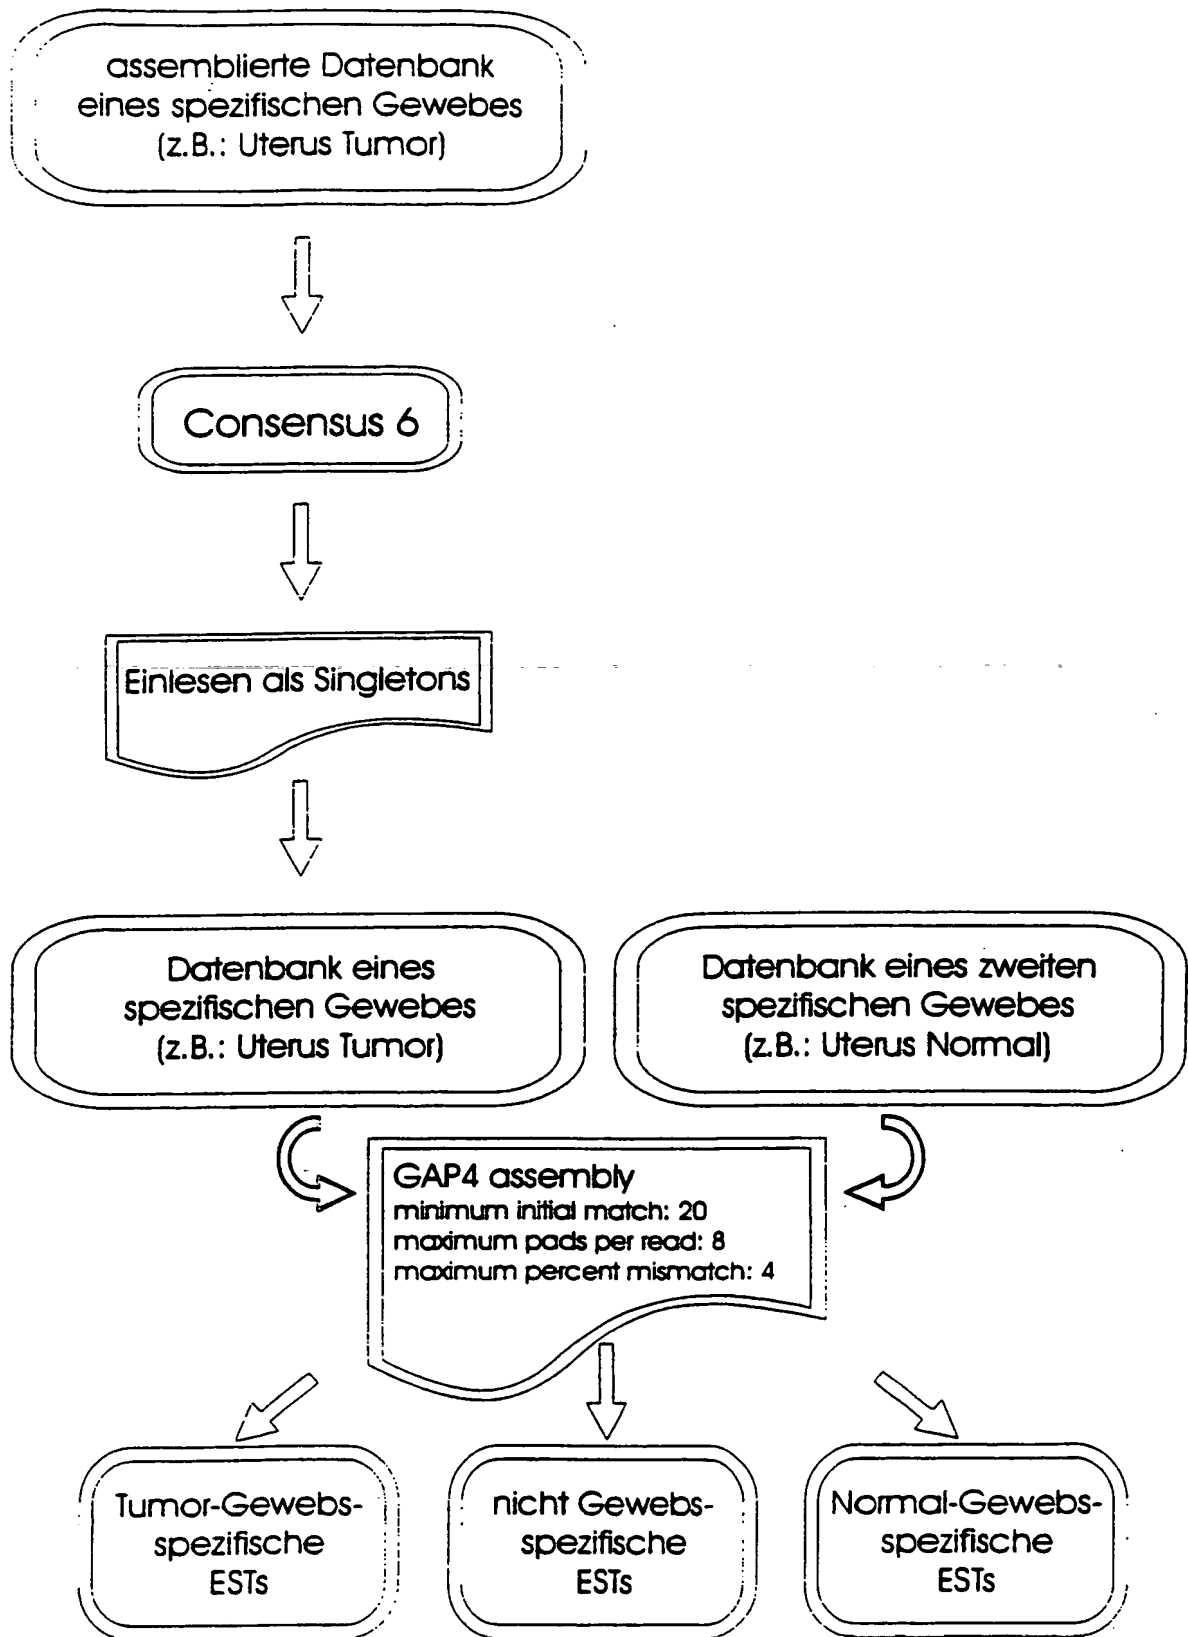 assemblierte Datenbank
eines spezifischen Gewebes
(z.B.: Uterus Tumor)
Consensus 6
Einlesen als Singletons
Datenbank eines
spezifischen Gewebes
(z.B.: Uterus Tumor)
Datenbank eines zweiten
spezifischen Gewebes
(z.B.: Uterus Normal)
GAP4 assembly
minimum initial match: 20
maximum pads per read: 8
maximum percent mismatch: 4
Tumor-Gewebs-
spezifische
ESTs
nicht Gewebs-
spezifische
ESTs
Normal-Gewebs-
spezifische
ESTs